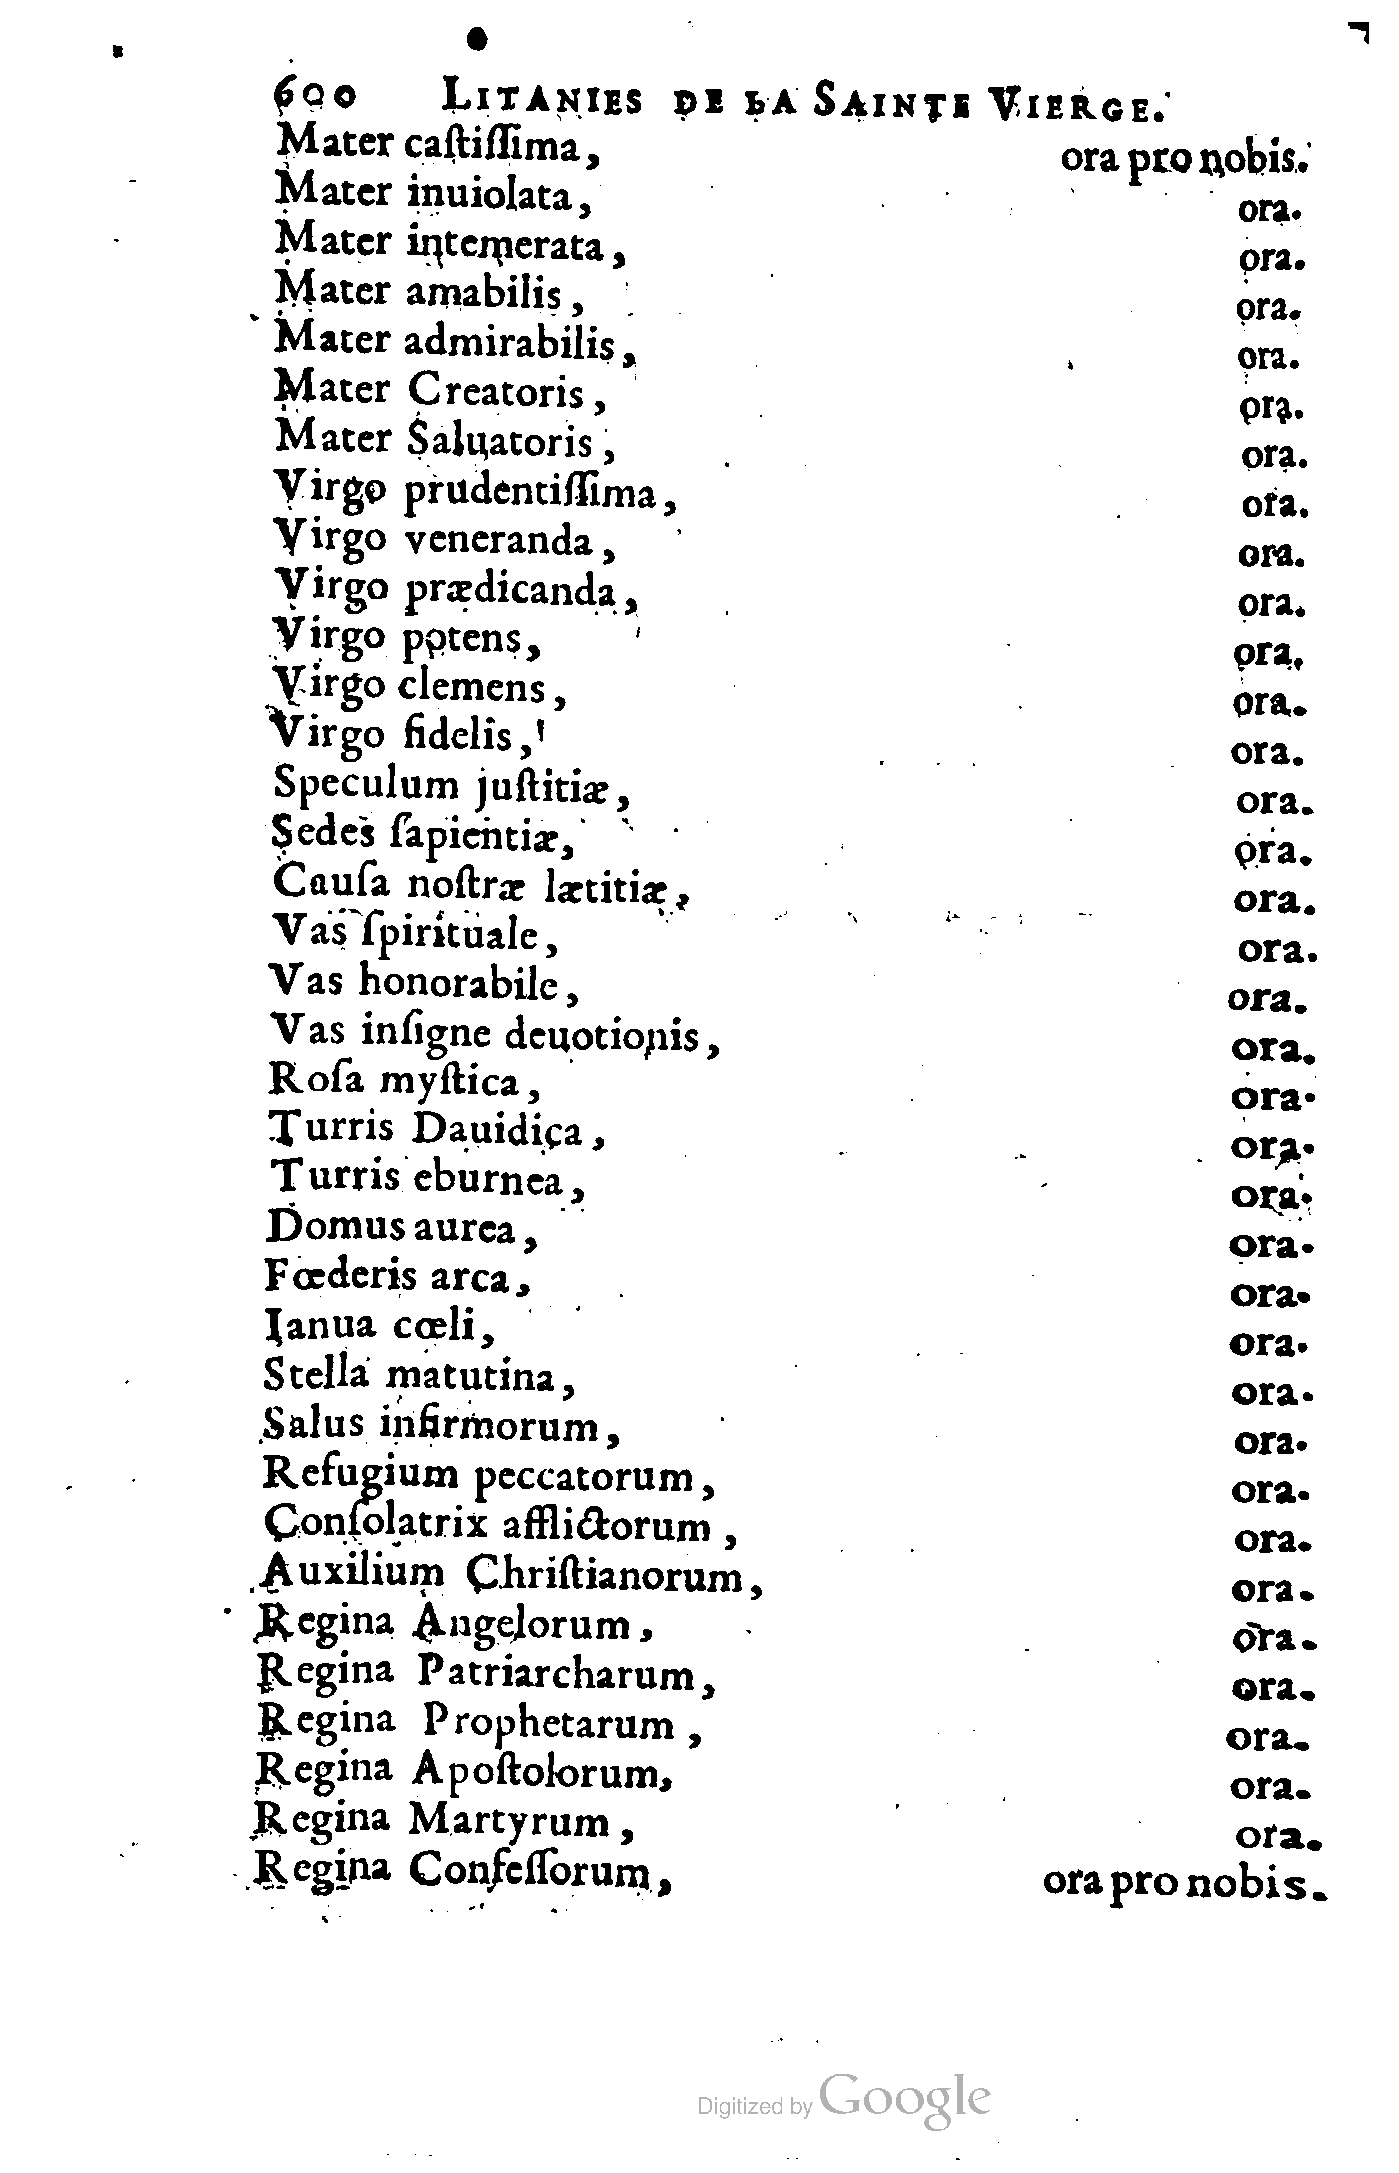 600 LITANIES DE LA SAINTE VIERGE.
Mater caſtiſſima, ora pro nobis.
Mater inuiolata, ora.
Mater intemerata, ora.
Mater amabilis, ora.
Mater admirabilis, ora.
Mater Creatoris, ora.
Mater Saluatoris, ora.
Virgo prudentiſſima, ora.
Virgo veneranda, ora.
Virgo prædicanda, ora.
Virgo potens, ora.
Virgo clemens, ora.
Virgo fidelis, ora.
Speculum juſtitiæ, ora.
Sedes ſapientiæ, ora.
Cauſa noſtræ lætitiæ, ora.
Vas ſpirituale, ora.
Vas honorabile, ora.
Vas inſigne deuotionis, ora.
Roſa myſtica, ora.
Turris Dauidica, ora.
Turris eburnea, ora.
Domus aurea, ora.
Fœderis arca, ora.
Ianua cœli, ora.
Stella matutina, ora.
Salus infirmorum, ora.
Refugium peccatorum, ora.
Conſolatrix afflictorum, ora.
Auxilium Chriſtianorum, ora.
Regina Angelorum, ora.
Regina Patriarcharum, ora.
Regina Prophetarum, ora.
Regina Apoſtolorum, ora.
Regina Martyrum, ora.
Regina Confeſſorum, ora pro nobis.
Digitized by Google